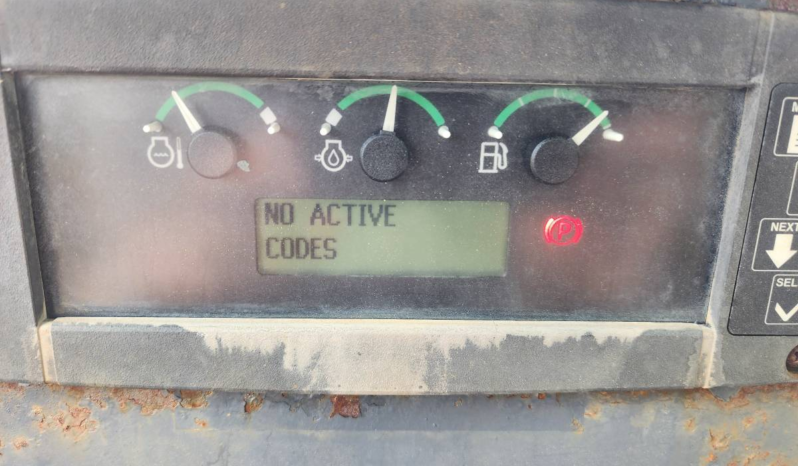 NO ACTIVE
CODES
P
NEXT